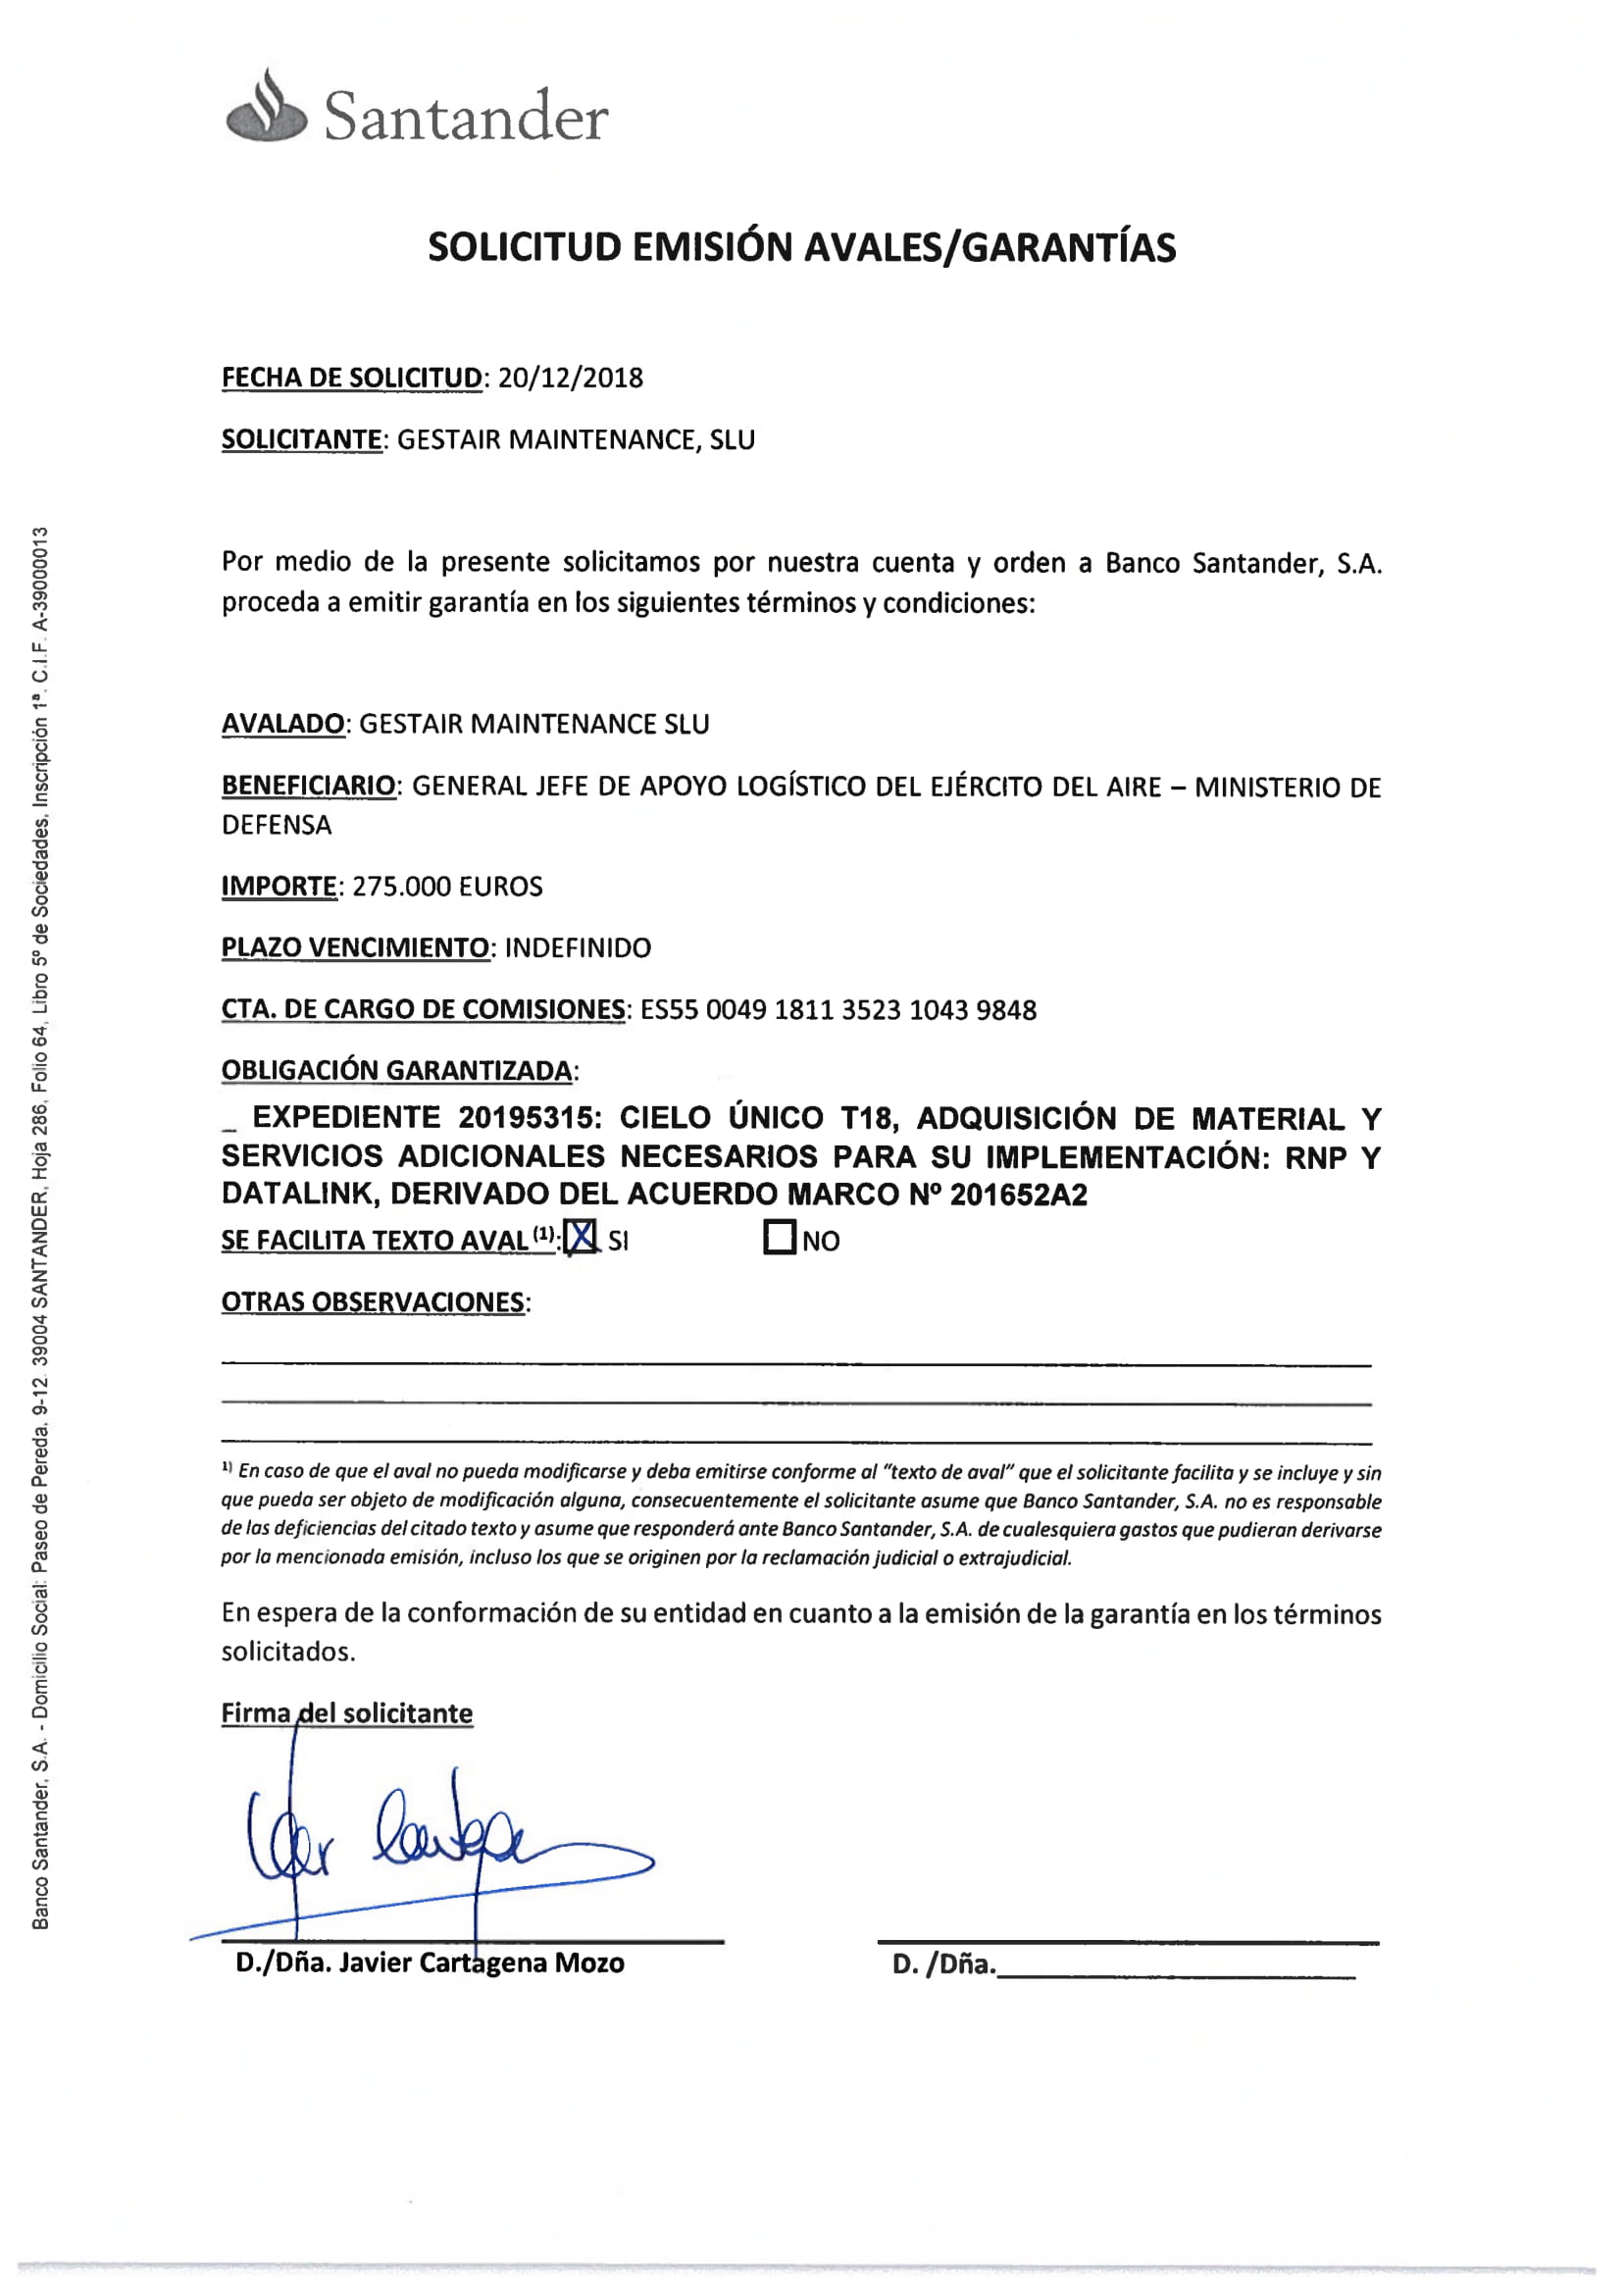 Santander
SOLICITUD EMISIÓN AVALES/GARANTÍAS
FECHA DE SOLICITUD: 20/12/2018
SOLICITANTE: GESTAIR MAINTENANCE, SLU
Por medio de la presente solicitamos por nuestra cuenta y orden a Banco Santander, S.A.
proceda a emitir garantía en los siguientes términos y condiciones:
AVALADO: GESTAIR MAINTENANCE SLU
BENEFICIARIO: GENERAL JEFE DE APOYO LOGÍSTICO DEL EJÉRCITO DEL AIRE – MINISTERIO DE
DEFENSA
IMPORTE: 275.000 EUROS
PLAZO VENCIMIENTO: INDEFINIDO
CTA. DE CARGO DE COMISIONES: ES55 0049 1811 3523 1043 9848
OBLIGACIÓN GARANTIZADA:
_ EXPEDIENTE 20195315: CIELO ÚNICO T18, ADQUISICIÓN DE MATERIAL Y
SERVICIOS ADICIONALES NECESARIOS PARA SU IMPLEMENTACIÓN: RNP Y
DATALINK, DERIVADO DEL ACUERDO MARCO Nº 201652A2
SE FACILITA TEXTO AVAL (1): X SI NO
OTRAS OBSERVACIONES:
1) En caso de que el aval no pueda modificarse y deba emitirse conforme al "texto de aval" que el solicitante facilita y se incluye y sin
que pueda ser objeto de modificación alguna, consecuentemente el solicitante asume que Banco Santander, S.A. no es responsable
de las deficiencias del citado texto y asume que responderá ante Banco Santander, S.A. de cualesquiera gastos que pudieran derivarse
por la mencionada emisión, incluso los que se originen por la reclamación judicial o extrajudicial.
En espera de la conformación de su entidad en cuanto a la emisión de la garantía en los términos
solicitados.
Firma del solicitante
D./Dña. Javier Cartagena Mozo
D. /Dña.
Banco Santander, S.A. - Domicilio Social: Paseo de Pereda, 9-12. 39004 SANTANDER, Hoja 286, Folio 64, Libro 5º de Sociedades, Inscripción 1ª. C.I.F. A-39000013